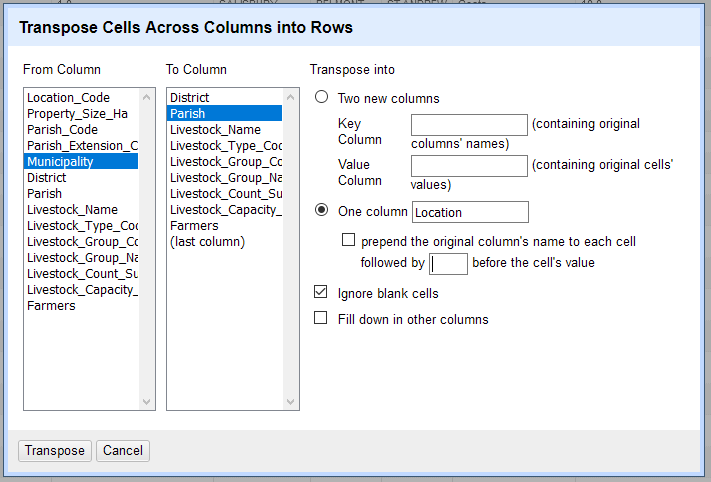 Transpose Cells Across Columns into Rows
From Column
Location_Code
Property_Size_Ha
Parish_Code
Parish_Extension_C
Municipality
District
Parish
Livestock_Name
Livestock_Type_Coc
Livestock_Group_Co
Livestock_Group_Na
Livestock_Count_Su
Livestock_Capacity_
Farmers
To Column
District
Parish
Livestock_Name
Livestock_Type_Coc
Livestock_Group_Co
Livestock_Group_Na
Livestock_Count_Su
Livestock_Capacity_
Farmers
(last column)
Transpose into
Two new columns
Key Column (containing original columns' names)
Value Column (containing original cells' values)
One column Location
prepend the original column's name to each cell
followed by before the cell's value
Ignore blank cells
Fill down in other columns
Transpose Cancel